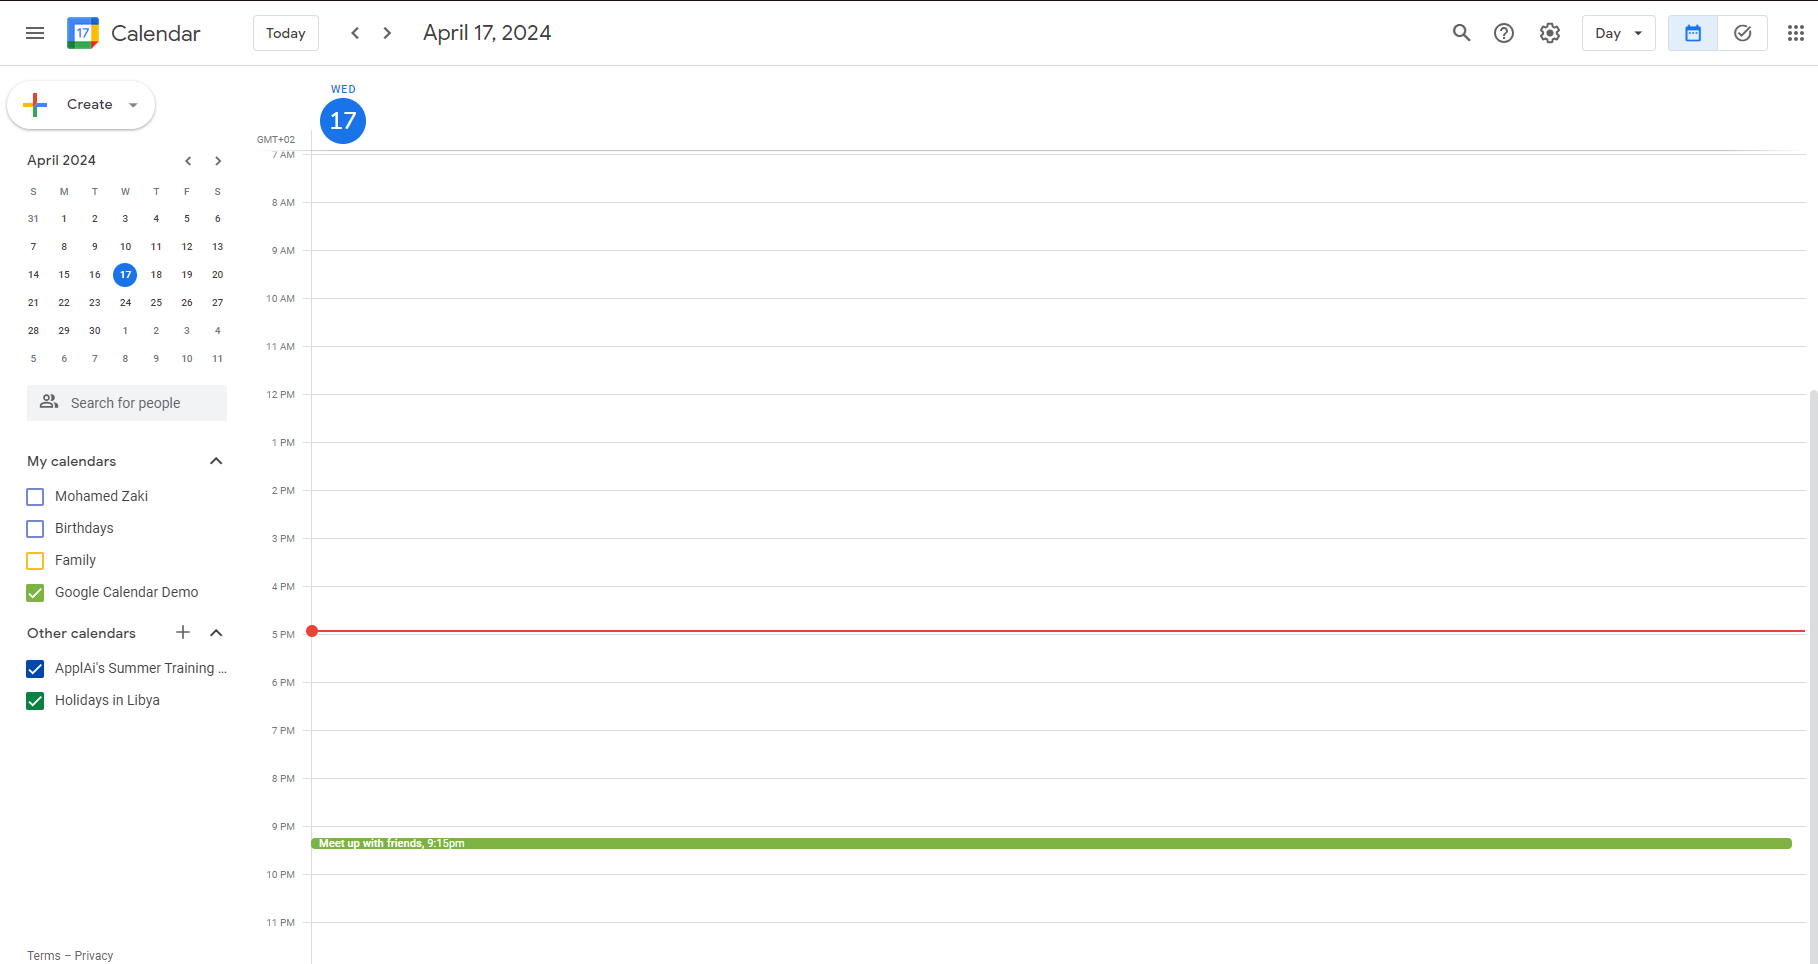 17 Calendar Today April 17, 2024 Day
Create
April 2024
S M T W T F S
31 1 2 3 4 5 6
7 8 9 10 11 12 13
14 15 16 17 18 19 20
21 22 23 24 25 26 27
28 29 30 1 2 3 4
5 6 7 8 9 10 11
Search for people
My calendars
Mohamed Zaki
Birthdays
Family
Google Calendar Demo
Other calendars
ApplAi's Summer Training ...
Holidays in Libya
Terms – Privacy
WED
17
GMT+02
7 AM
8 AM
9 AM
10 AM
11 AM
12 PM
1 PM
2 PM
3 PM
4 PM
5 PM
6 PM
7 PM
8 PM
9 PM
Meet up with friends, 9:15pm
10 PM
11 PM